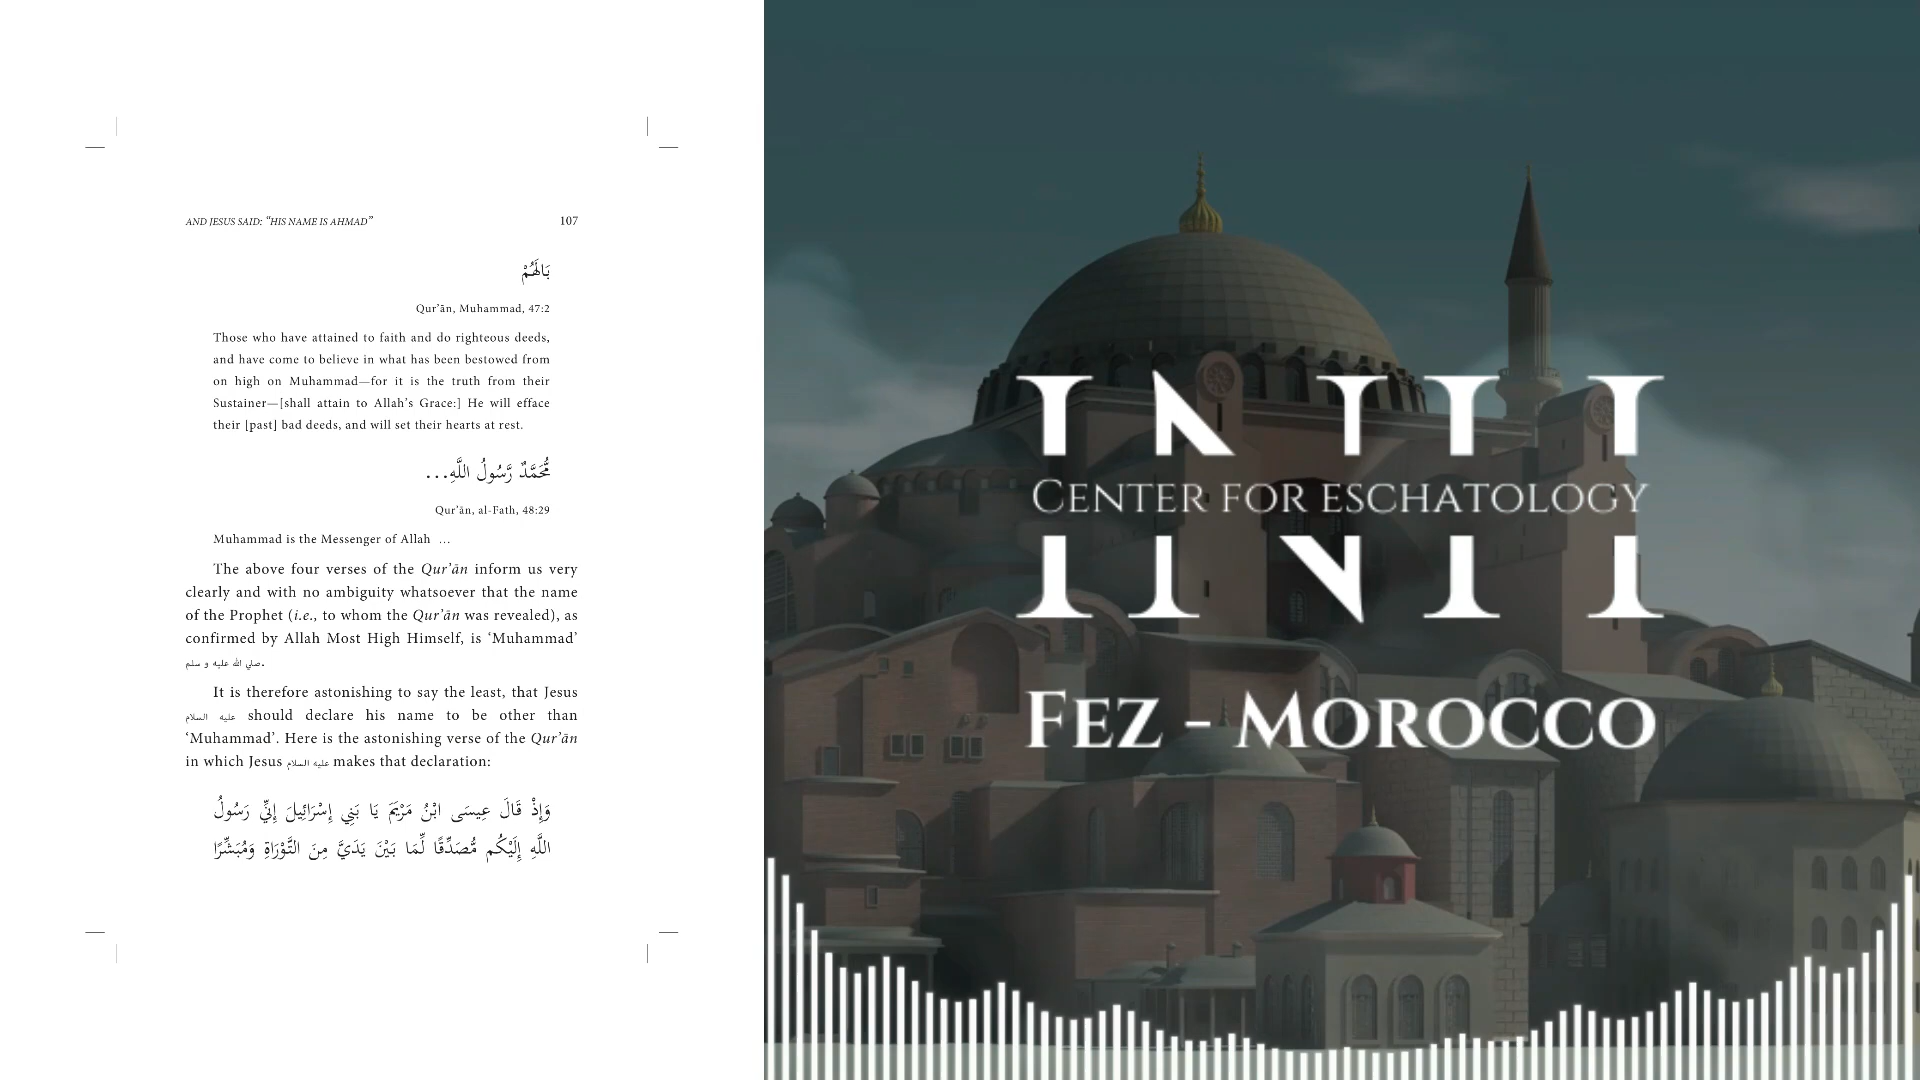 AND JESUS SAID: “HIS NAME IS AHMAD”
107
بَالَهُمْ
Qur’ān, Muhammad, 47:2
Those who have attained to faith and do righteous deeds,
and have come to believe in what has been bestowed from
on high on Muhammad—for it is the truth from their
Sustainer—[shall attain to Allah’s Grace:] He will efface
their [past] bad deeds, and will set their hearts at rest.
مُّحَمَّدٌ رَّسُولُ اللَّهِ...
Qur’ān, al-Fath, 48:29
Muhammad is the Messenger of Allah ...
The above four verses of the Qur’ān inform us very
clearly and with no ambiguity whatsoever that the name
of the Prophet (i.e., to whom the Qur’ān was revealed), as
confirmed by Allah Most High Himself, is ‘Muhammad’
صلي الله عليه و سلم.
It is therefore astonishing to say the least, that Jesus
عليه السلام should declare his name to be other than
‘Muhammad’. Here is the astonishing verse of the Qur’ān
in which Jesus عليه السلام makes that declaration:
وَإِذْ قَالَ عِيسَى ابْنُ مَرْيَمَ يَا بَنِي إِسْرَائِيلَ إِنِّي رَسُولُ
اللَّهِ إِلَيْكُم مُّصَدِّقًا لِّمَا بَيْنَ يَدَيَّ مِنَ التَّوْرَاةِ وَمُبَشِّرًا
CENTER FOR ESCHATOLOGY
FEZ - MOROCCO